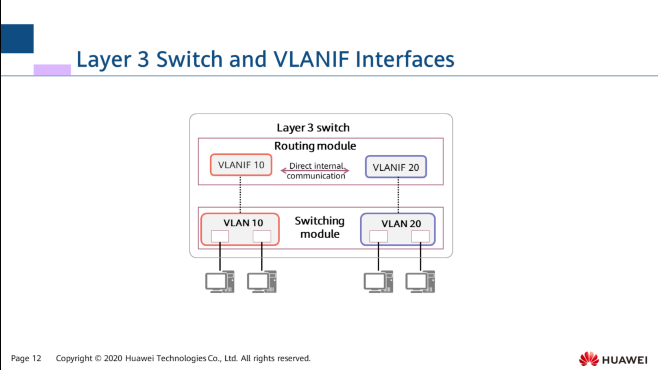 Layer 3 Switch and VLANIF Interfaces
Layer 3 switch
Routing module
VLANIF 10
Direct internal
communication
VLANIF 20
VLAN 10
Switching
module
VLAN 20
Page 12
Copyright © 2020 Huawei Technologies Co., Ltd. All rights reserved.
HUAWEI